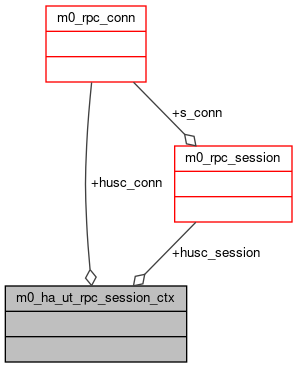 m0_rpc_conn
+s_conn
m0_rpc_session
+husc_conn
+husc_session
m0_ha_ut_rpc_session_ctx